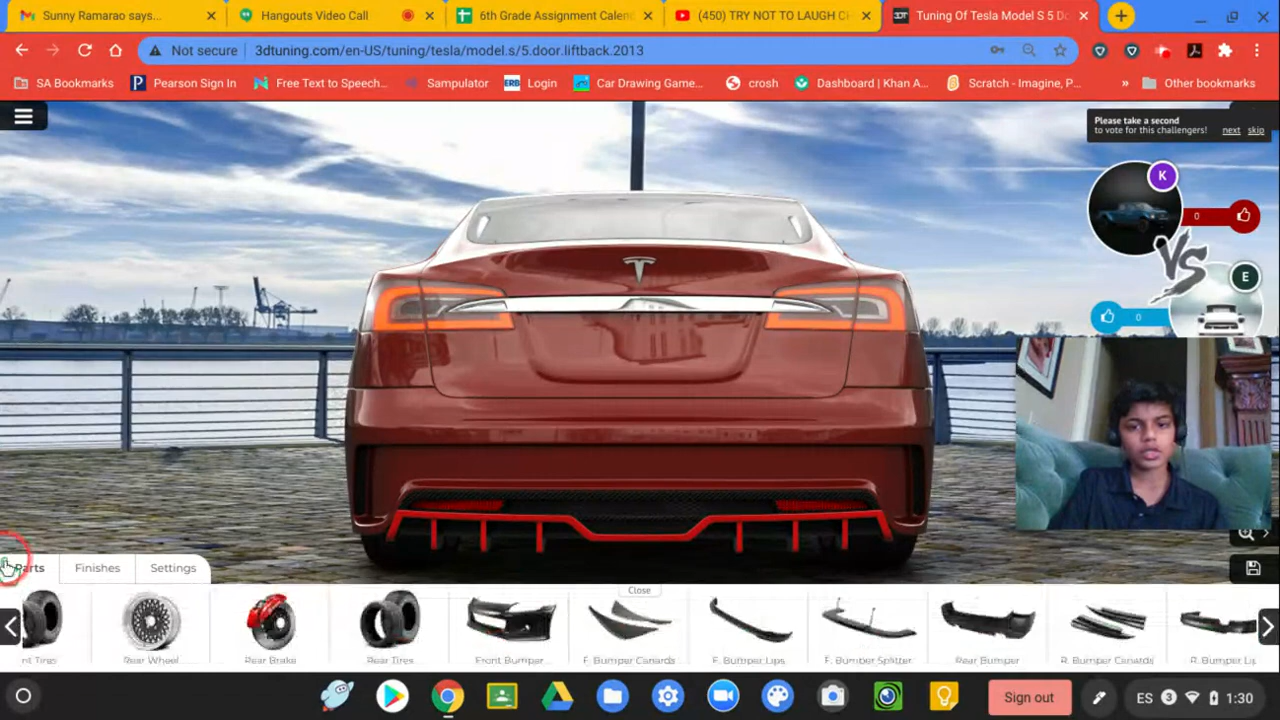 Sunny Ramarao says...
Hangouts Video Call
6th Grade Assignment Calen
(450) TRY NOT TO LAUGH C
Tuning Of Tesla Model S 5 Do
Not secure
3dtuning.com/en-US/tuning/tesla/model.s/5.door.liftback.2013
SA Bookmarks
Pearson Sign In
Free Text to Speech...
Sampulator
ERB
Login
Car Drawing Game...
crosh
Dashboard | Khan A...
Scratch - Imagine, P...
»
Other bookmarks
Please take a second
to vote for this challengers!
next
skip
K
0
VS
E
0
Parts
Finishes
Settings
Close
nt Tires
Rear Wheel
Rear Brake
Rear Tires
Front Bumper
F. Bumper Canards
F. Bumper Lips
F. Bumper Splitter
Rear Bumper
R. Bumper Canards
R. Bumper Lip
Sign out
ES
3
1:30